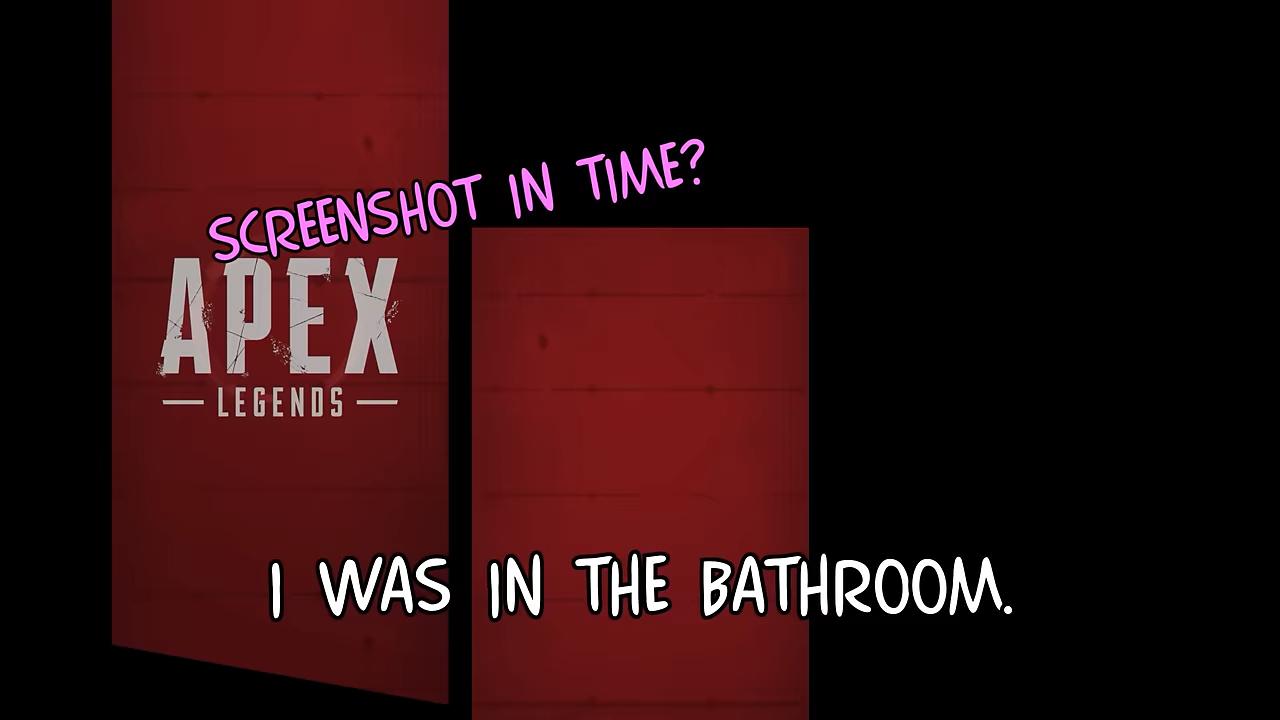 SCREENSHOT IN TIME?
APEX
LEGENDS
I WAS IN THE BATHROOM.